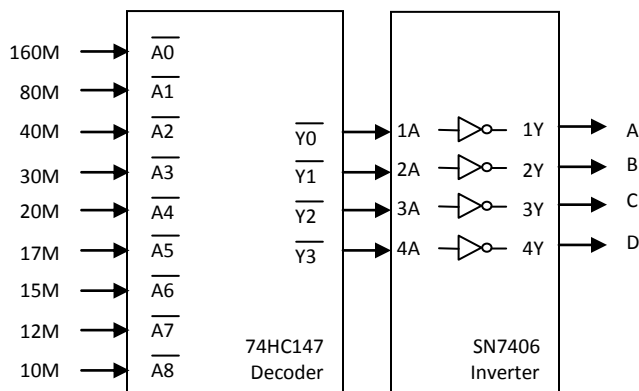 160M A0
80M A1
40M A2
Y0 1A 1Y A
30M A3
Y1 2A 2Y B
20M A4
Y2 3A 3Y C
17M A5
Y3 4A 4Y D
15M A6
12M A7
74HC147 SN7406
10M A8
Decoder Inverter